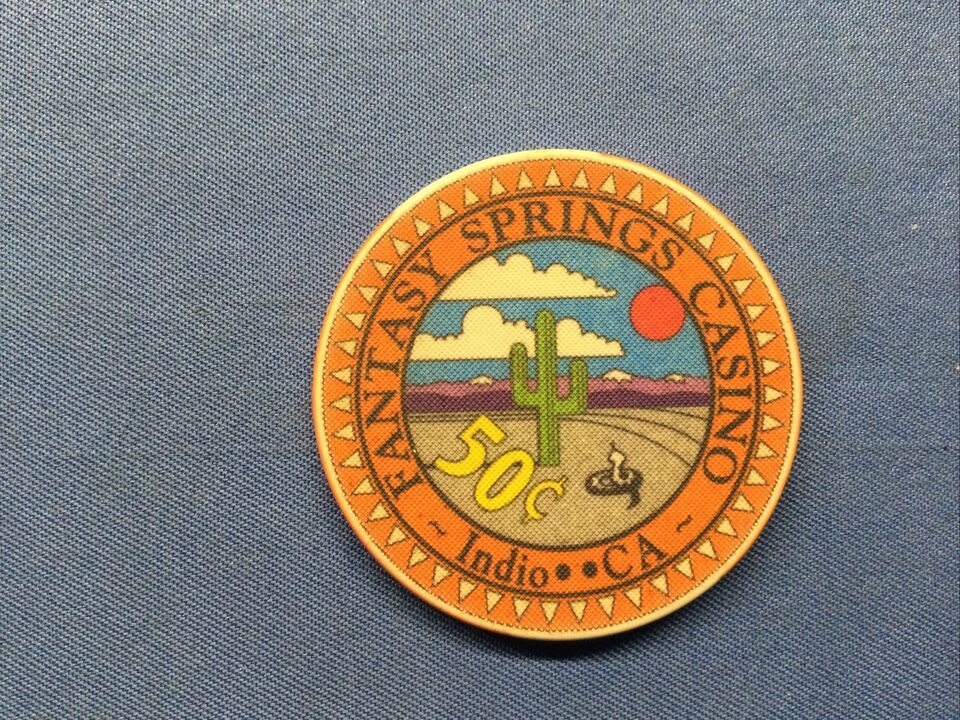 FANTASY SPRINGS CASINO
50¢
~ Indio••CA ~